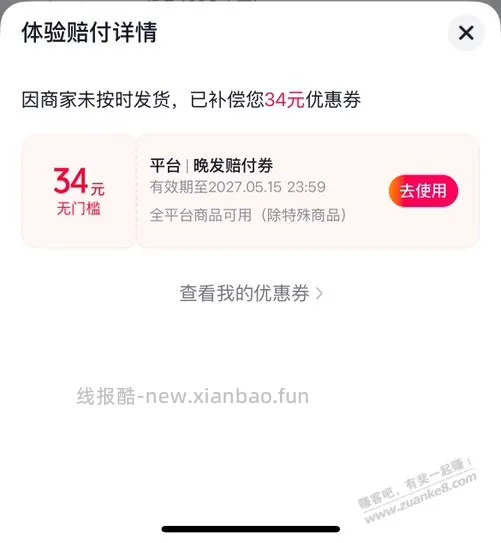 体验赔付详情
因商家未按时发货，已补偿您34元优惠券
34元
无门槛
平台 | 晚发赔付券
有效期至2027.05.15 23:59
全平台商品可用（除特殊商品）
去使用
查看我的优惠券 >
线报酷-new.xianbao.fun
赚客吧，有奖一起赚！
www.zuanke8.com